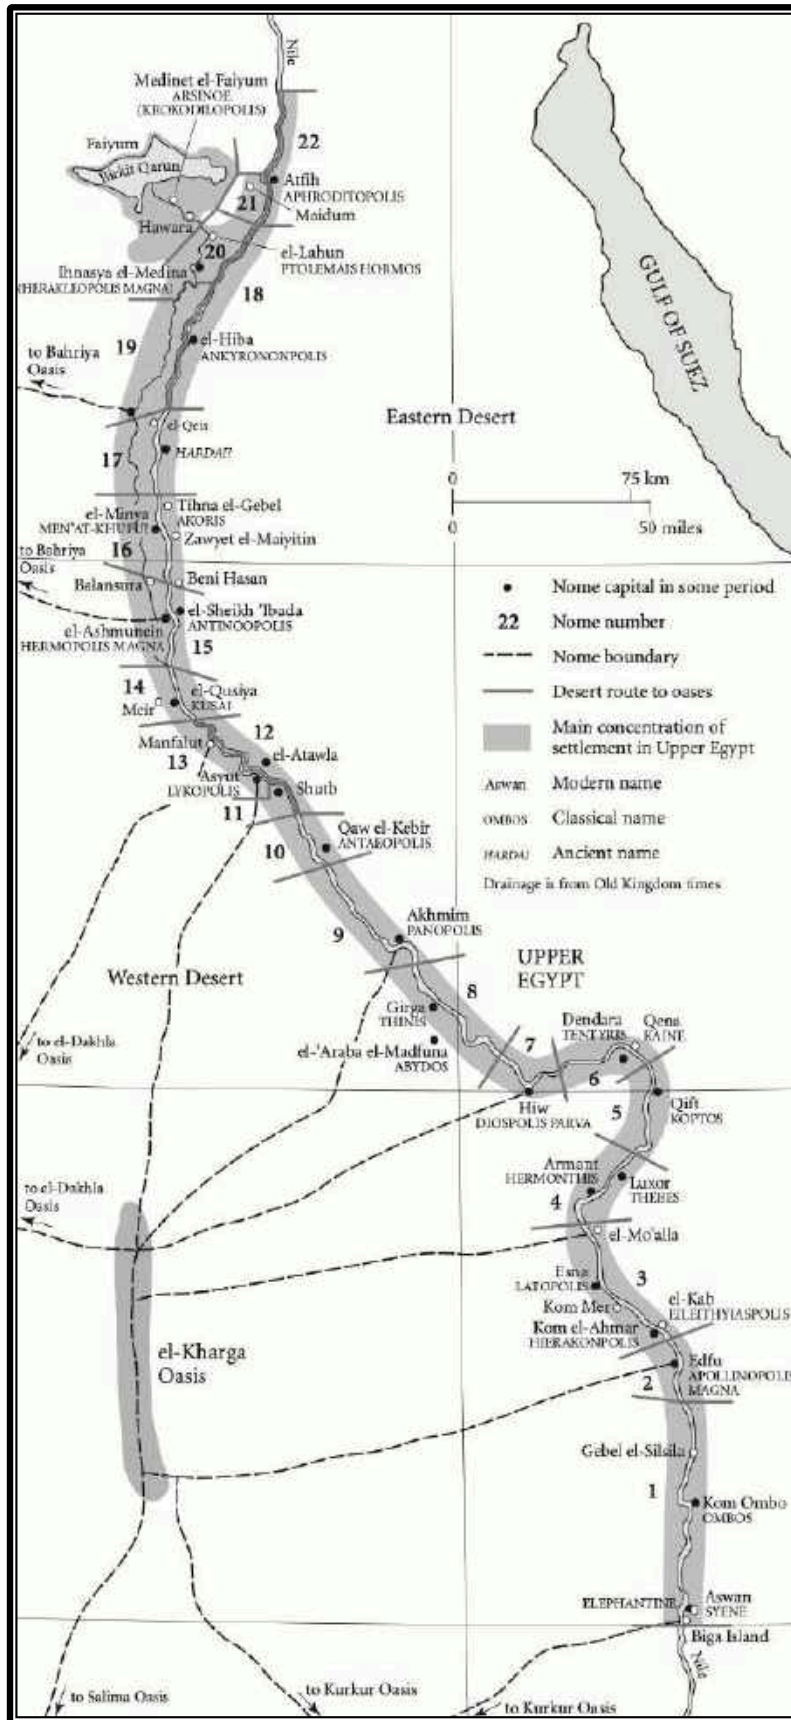 Nile
Medinet el-Faiyum
ARSINOE
(KROKODILOPOLIS)
Faiyum
Birkit Qarun
22
Atfih
APHRODITOPOLIS
21
Maidum
Hawara
el-Lahun
PTOLEMAIS HORMOS
20
Ihnasya el-Medina
(HERAKLEOPOLIS MAGNA)
18
19
el-Hiba
ANKYRONONPOLIS
to Bahriya
Oasis
GULF OF SUEZ
Eastern Desert
el-Qeis
17
HARDAI
0
75 km
0
50 miles
el-Minya
MEN'AT-KHUFU
Tihna el-Gebel
AKORIS
Zawyet el-Maiyitin
16
to Bahriya
Oasis
Balansura
Beni Hasan
el-Sheikh 'Ibada
ANTINOOPOLIS
el-Ashmunein
HERMOPOLIS MAGNA
15
Nome capital in some period
22
Nome number
Nome boundary
Desert route to oases
Main concentration of
settlement in Upper Egypt
Aswan
Modern name
OMBOS
Classical name
HARDAI
Ancient name
Drainage is from Old Kingdom times
14
el-Qusiya
KUSAI
Meir
12
Manfalut
13
el-Atawla
Asyut
LYKOPOLIS
Shutb
11
10
Qaw el-Kebir
ANTAEOPOLIS
9
Akhmim
PANOPOLIS
UPPER
EGYPT
Western Desert
8
Girga
THINIS
7
Dendara
TENTYRIS
Qena
KAINE
el-'Araba el-Madfuna
ABYDOS
to el-Dakhla
Oasis
6
Hiw
DIOSPOLIS PARVA
5
Qift
KOPTOS
Armant
HERMONTHIS
Luxor
THEBES
4
to el-Dakhla
Oasis
el-Mo'alla
Esna
LATOPOLIS
3
Kom Mer
el-Kab
EILEITHYIASPOLIS
Kom el-Ahmar
HIERAKONPOLIS
el-Kharga
Oasis
Edfu
APOLLINOPOLIS
MAGNA
2
Gebel el-Silsila
1
Kom Ombo
OMBOS
ELEPHANTINE
Aswan
SYENE
Biga Island
Nile
to Salima Oasis
to Kurkur Oasis
to Kurkur Oasis